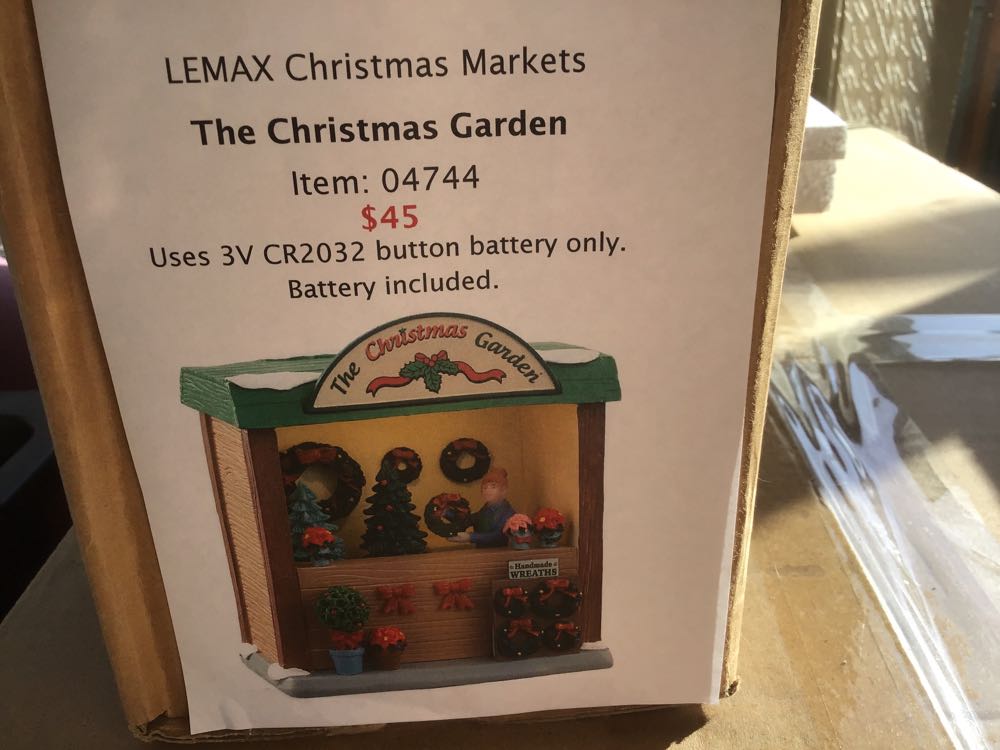 LEMAX Christmas Markets
The Christmas Garden
Item: 04744
$45
Uses 3V CR2032 button battery only.
Battery included.
The Christmas Garden
Handmade
WREATHS